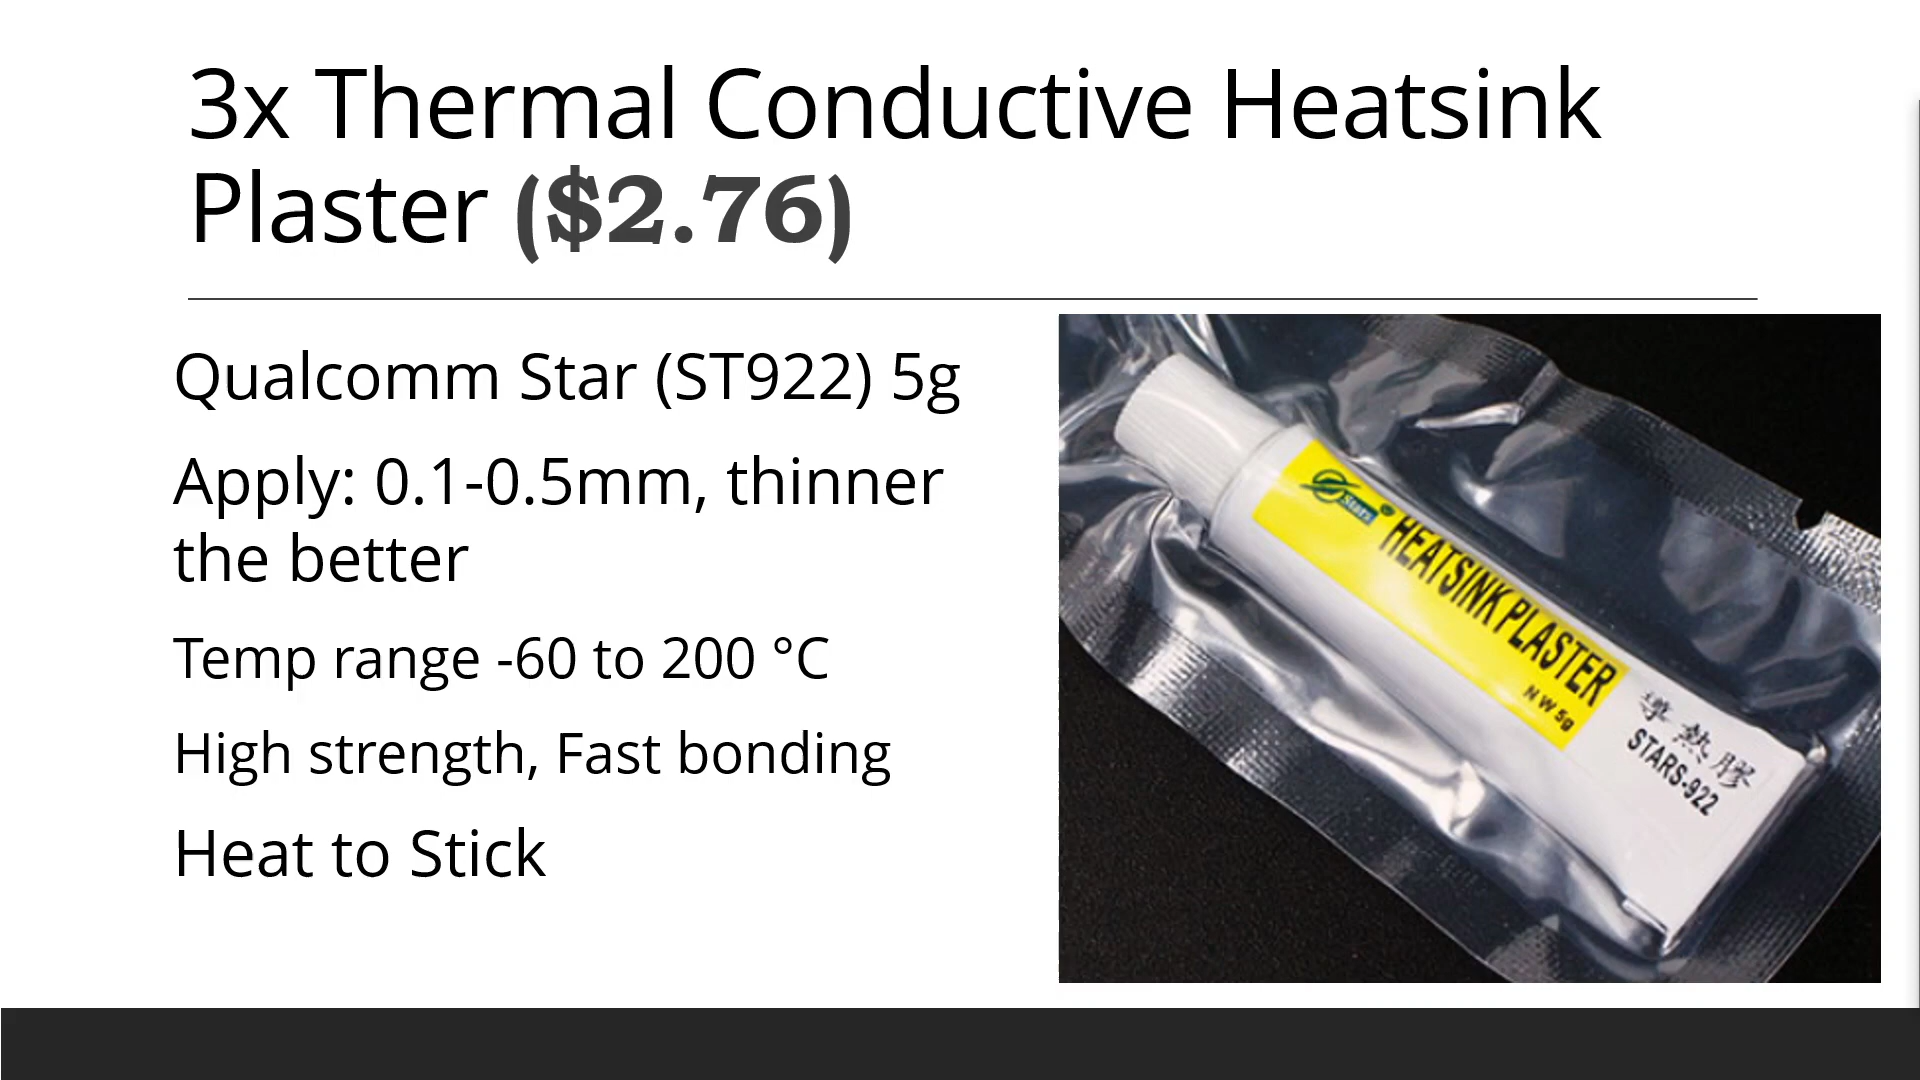 3x Thermal Conductive Heatsink
Plaster ($2.76)
Qualcomm Star (ST922) 5g
Apply: 0.1-0.5mm, thinner
the better
Temp range -60 to 200 °C
High strength, Fast bonding
Heat to Stick
Stars
HEATSINK PLASTER
N W 5g
導熱膠
STARS-922